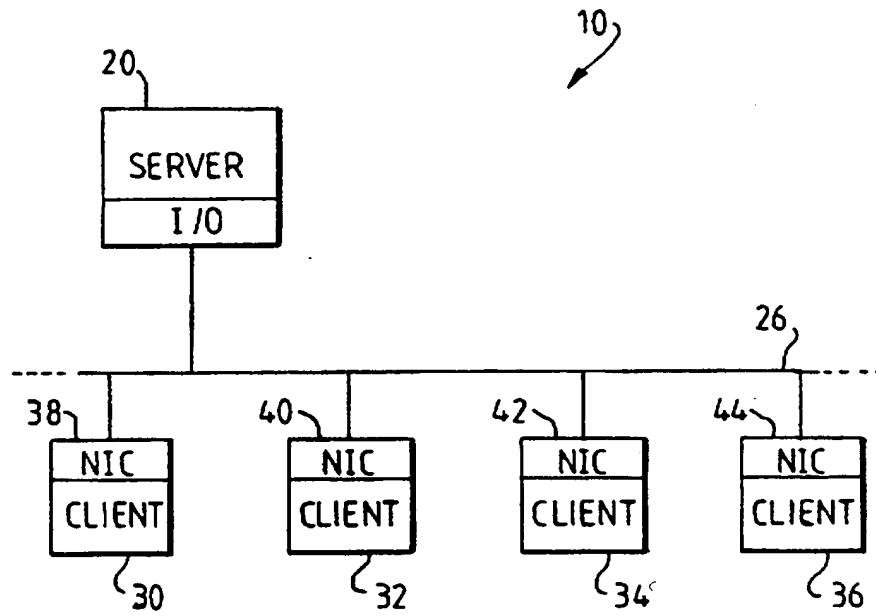 10
20
SERVER
I/O
26
38 40 42 44
NIC NIC NIC NIC
CLIENT CLIENT CLIENT CLIENT
30 32 34 36